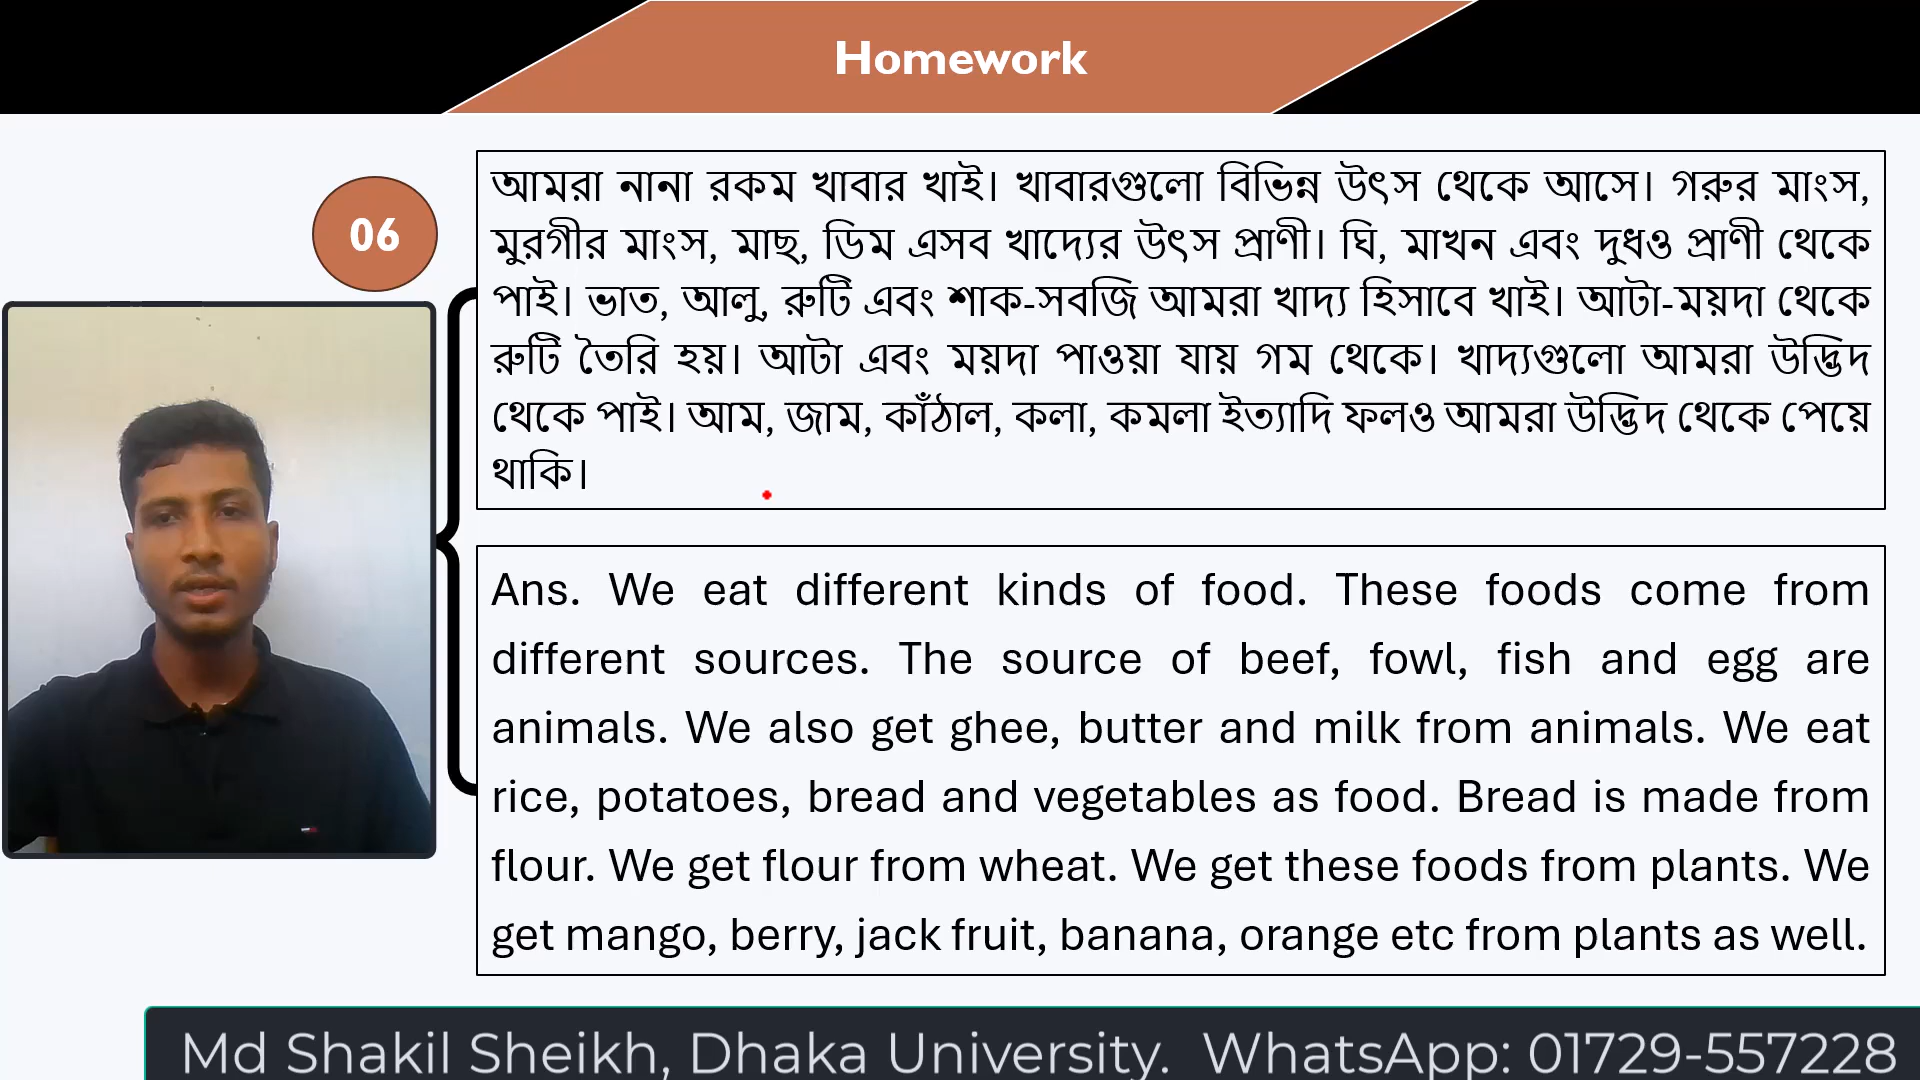 Homework
06
আমরা নানা রকম খাবার খাই। খাবারগুলো বিভিন্ন উৎস থেকে আসে। গরুর মাংস,
মুরগীর মাংস, মাছ, ডিম এসব খাদ্যের উৎস প্রাণী। ঘি, মাখন এবং দুধও প্রাণী থেকে
পাই। ভাত, আলু, রুটি এবং শাক-সবজি আমরা খাদ্য হিসাবে খাই। আটা-ময়দা থেকে
রুটি তৈরি হয়। আটা এবং ময়দা পাওয়া যায় গম থেকে। খাদ্যগুলো আমরা উদ্ভিদ
থেকে পাই। আম, জাম, কাঁঠাল, কলা, কমলা ইত্যাদি ফলও আমরা উদ্ভিদ থেকে পেয়ে
থাকি।
Ans. We eat different kinds of food. These foods come from
different sources. The source of beef, fowl, fish and egg are
animals. We also get ghee, butter and milk from animals. We eat
rice, potatoes, bread and vegetables as food. Bread is made from
flour. We get flour from wheat. We get these foods from plants. We
get mango, berry, jack fruit, banana, orange etc from plants as well.
Md Shakil Sheikh, Dhaka University. WhatsApp: 01729-557228